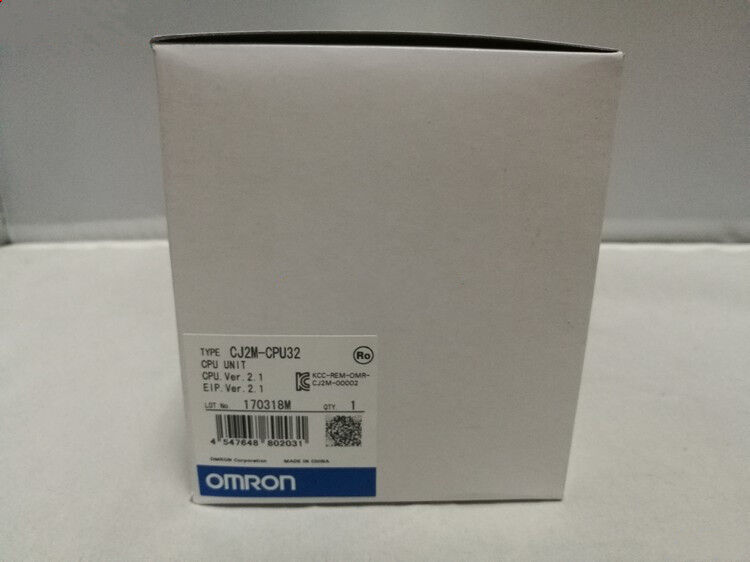 TYPE CJ2M-CPU32
Ro
CPU UNIT
CPU.Ver.2.1
EIP.Ver.2.1
KCC-REM-OMR-
CJ2M-00002
LOT No. 170318M QTY 1
4 547648 802031
OMRON Corporation MADE IN CHINA
OMRON